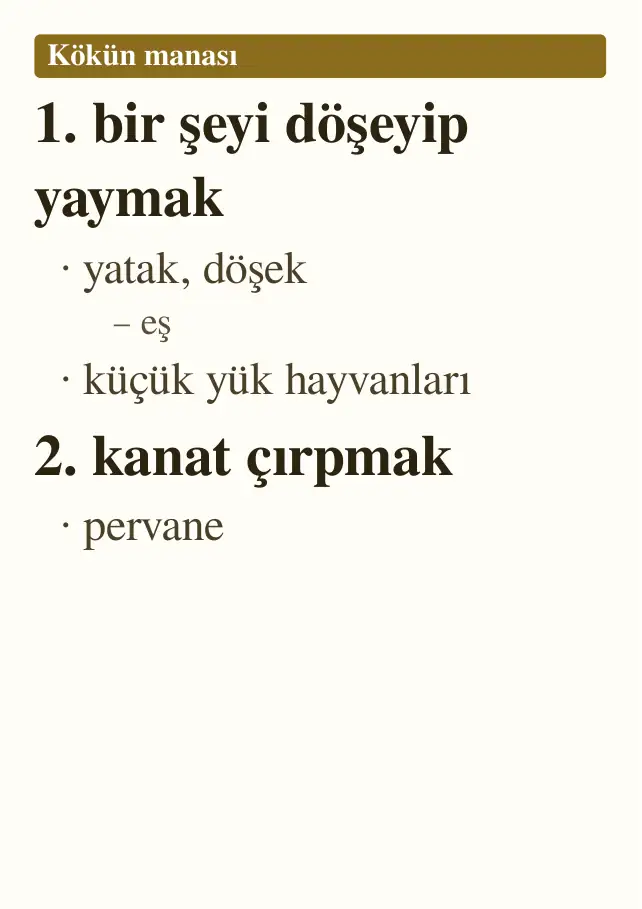 Kökün manası
1. bir şeyi döşeyip
yaymak
· yatak, döşek
– eş
· küçük yük hayvanları
2. kanat çırpmak
· pervane